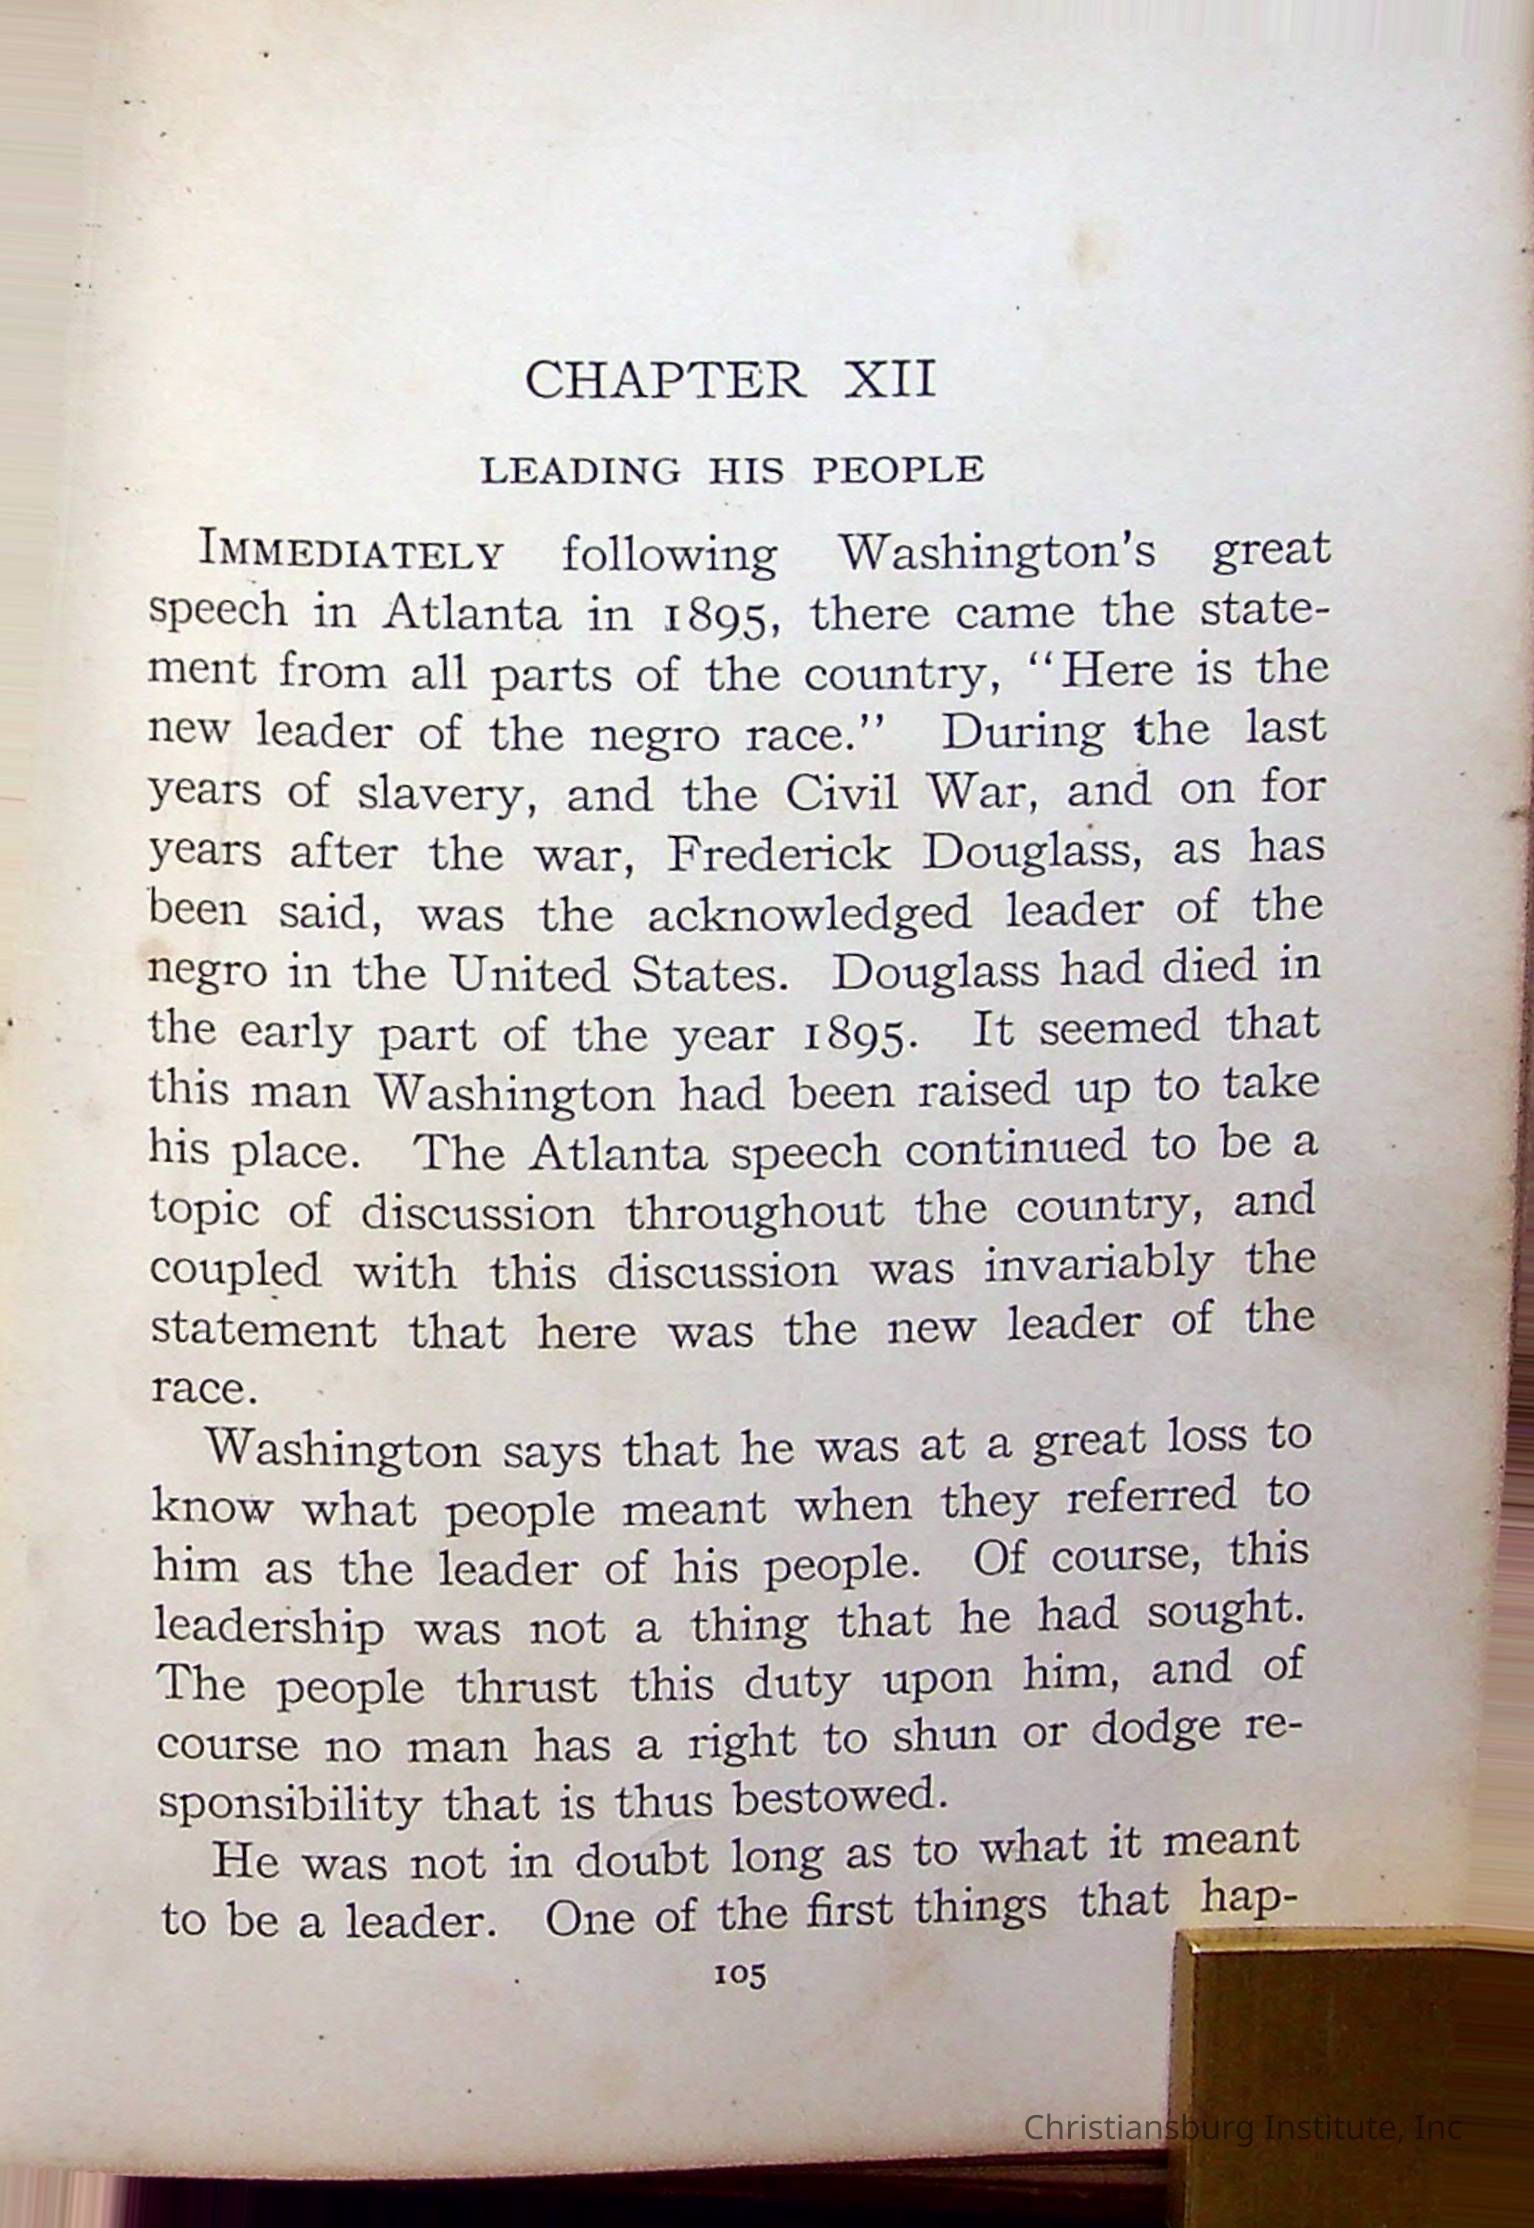 CHAPTER XII
LEADING HIS PEOPLE
IMMEDIATELY following Washington's great
speech in Atlanta in 1895, there came the state-
ment from all parts of the country, "Here is the
new leader of the negro race." During the last
years of slavery, and the Civil War, and on for
years after the war, Frederick Douglass, as has
been said, was the acknowledged leader of the
negro in the United States. Douglass had died in
the early part of the year 1895. It seemed that
this man Washington had been raised up to take
his place. The Atlanta speech continued to be a
topic of discussion throughout the country, and
coupled with this discussion was invariably the
statement that here was the new leader of the
race.
Washington says that he was at a great loss to
know what people meant when they referred to
him as the leader of his people. Of course, this
leadership was not a thing that he had sought.
The people thrust this duty upon him, and of
course no man has a right to shun or dodge re-
sponsibility that is thus bestowed.
He was not in doubt long as to what it meant
to be a leader. One of the first things that hap-
105
Christiansburg Institute, Inc